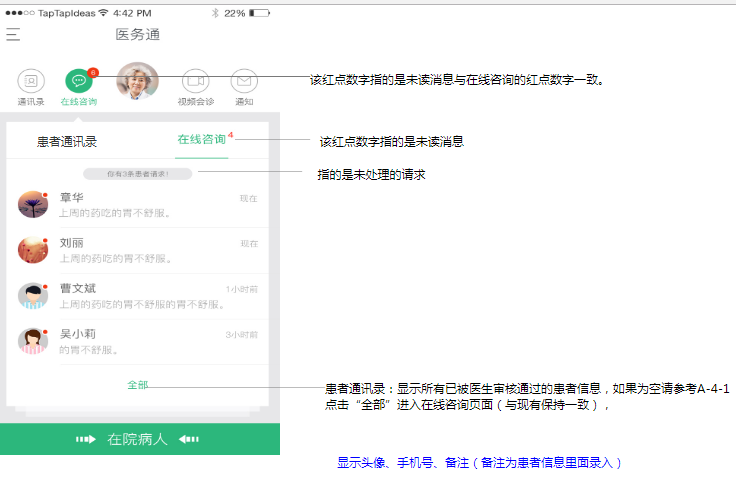 TapTapIdeas 4:42 PM 22%
医务通
6
通讯录 在线咨询 视频会诊 通知
该红点数字指的是未读消息与在线咨询的红点数字一致。
患者通讯录 在线咨询 4
该红点数字指的是未读消息
你有3条患者请求!
指的是未处理的请求
章华 现在
上周的药吃的胃不舒服。
刘丽 现在
上周的药吃的胃不舒服。
曹文斌 1小时前
上周的药吃的胃不舒服的胃不舒服。
吴小莉 3小时前
的胃不舒服。
全部
患者通讯录：显示所有已被医生审核通过的患者信息，如果为空请参考A-4-1
点击“全部”进入在线咨询页面（与现有保持一致），
在院病人
显示头像、手机号、备注（备注为患者信息里面录入）